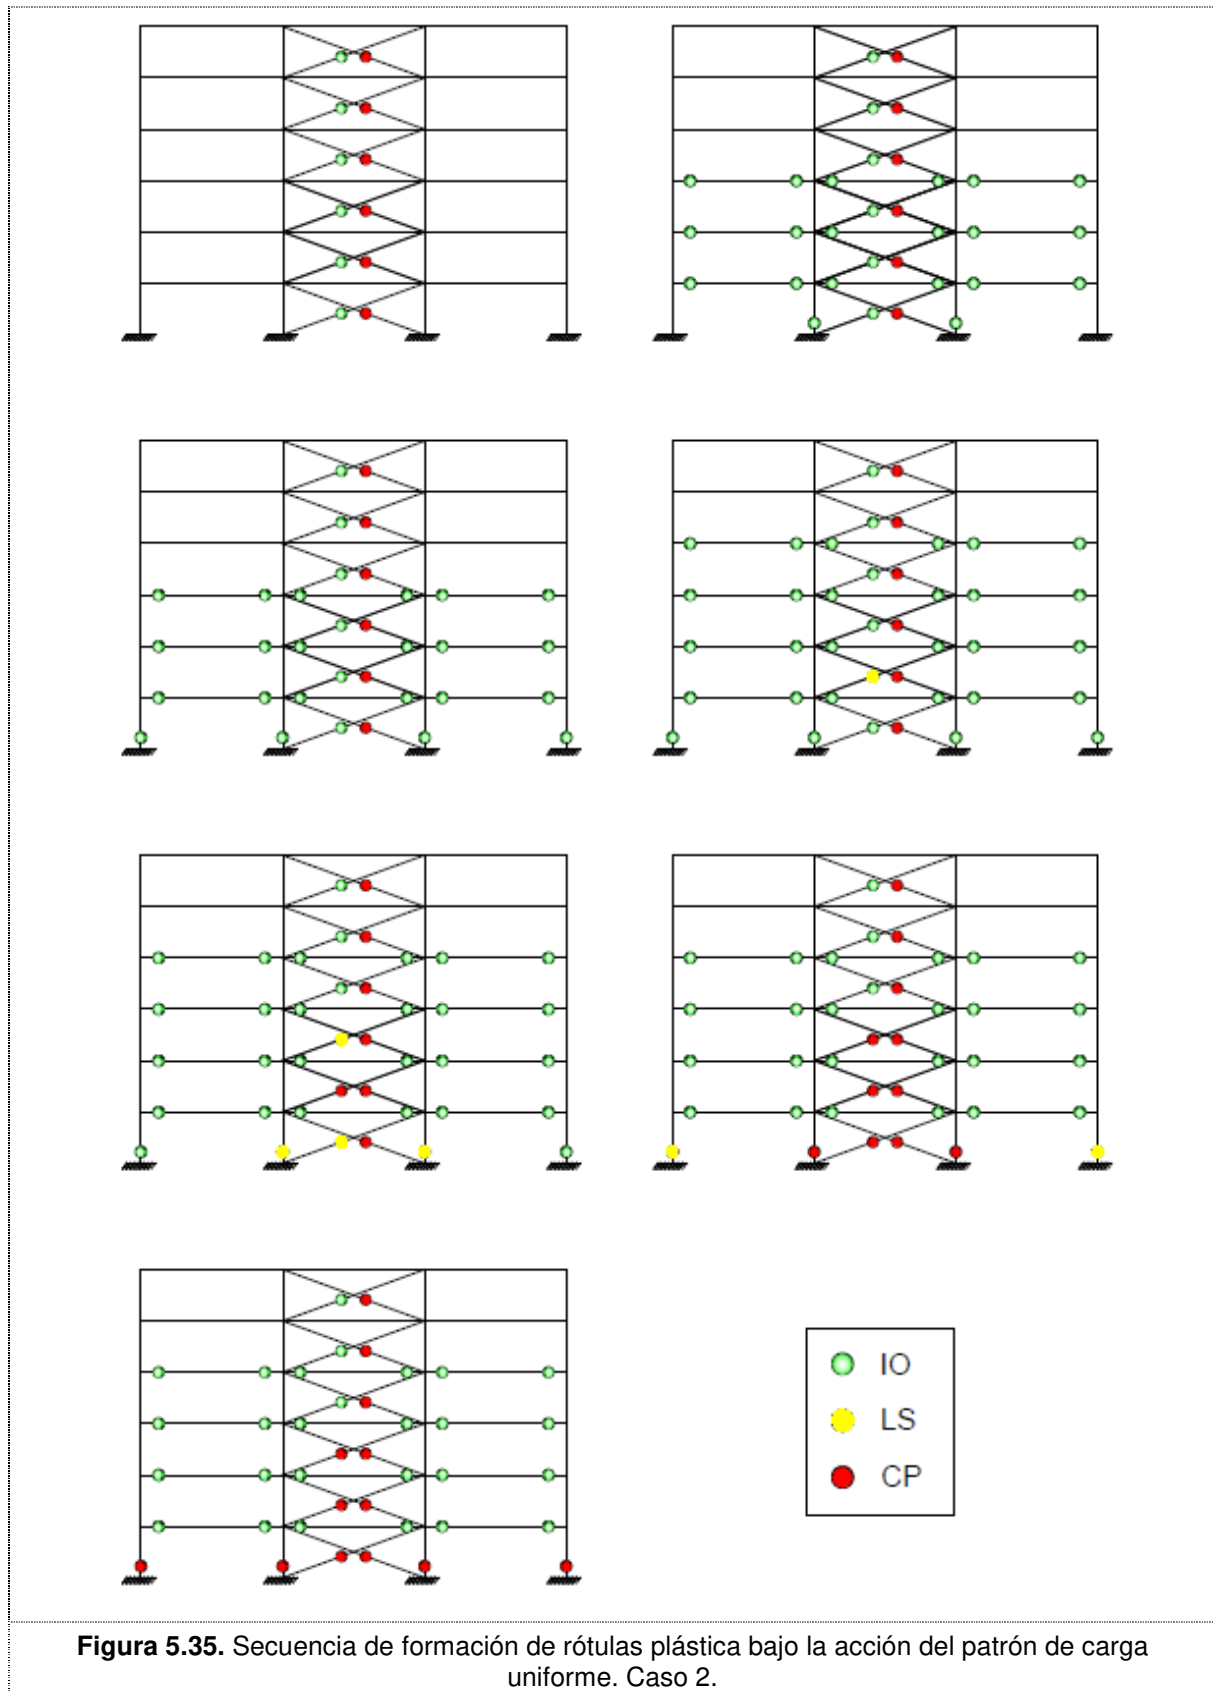 IO
LS
CP
Figura 5.35. Secuencia de formación de rótulas plástica bajo la acción del patrón de carga
uniforme. Caso 2.